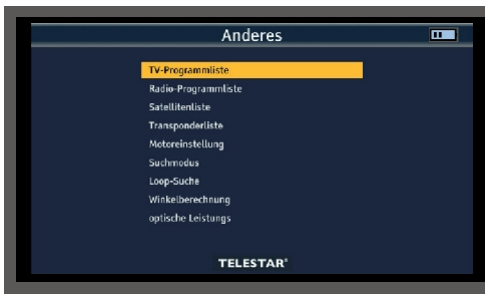 Anderes
TV-Programmliste
Radio-Programmliste
Satellitenliste
Transponderliste
Motoreinstellung
Suchmodus
Loop-Suche
Winkelberechnung
optische Leistungs
TELESTAR®